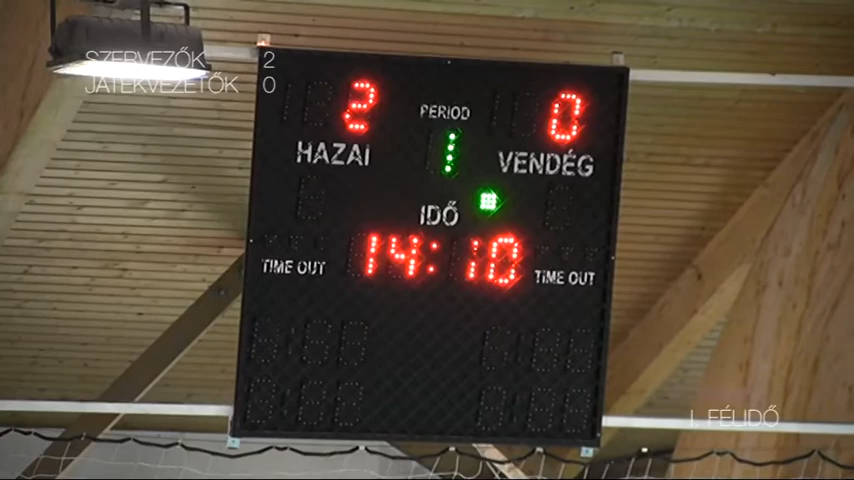 SZERVEZŐK 2
JÁTÉKVEZETŐK 0
2 PERIOD 0
HAZAI 1 VENDÉG
IDŐ
TIME OUT 14:10 TIME OUT
I. FÉLIDŐ